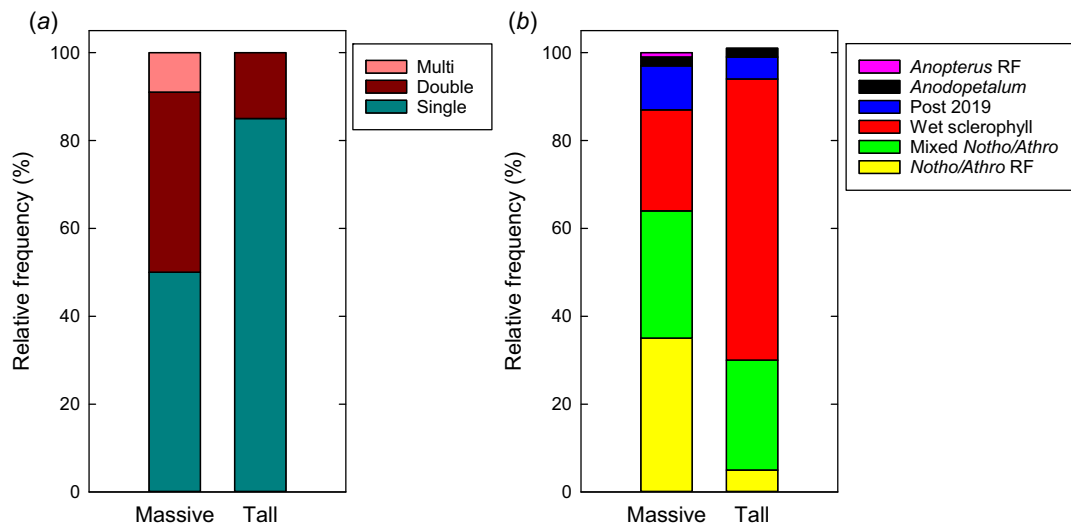 (a)
Relative frequency (%)
100
80
60
40
20
0
Massive Tall
Multi
Double
Single
(b)
Relative frequency (%)
100
80
60
40
20
0
Massive Tall
Anopterus RF
Anodopetalum
Post 2019
Wet sclerophyll
Mixed Notho/Athro
Notho/Athro RF